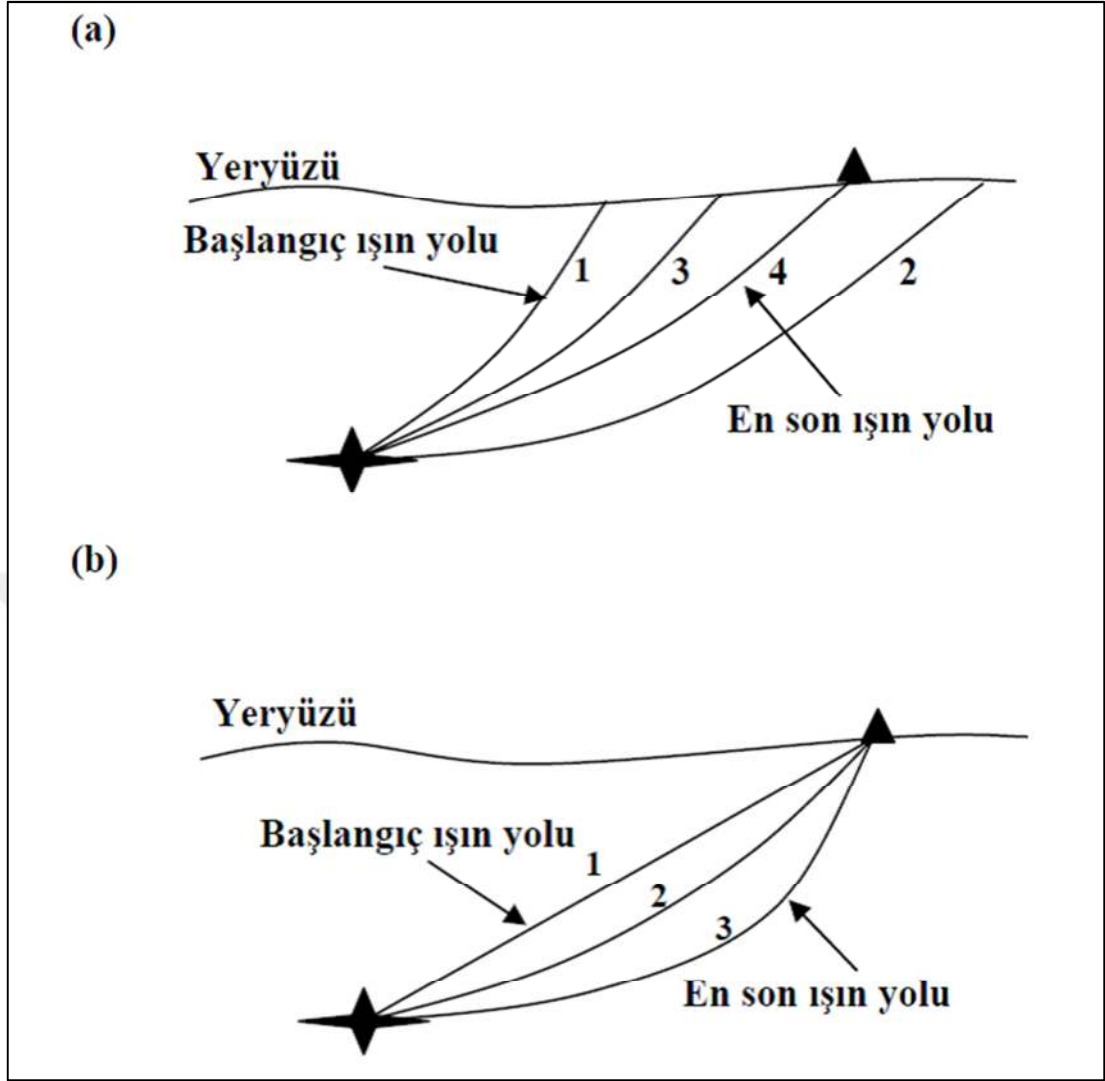 (a)
Yeryüzü
Başlangıç ışın yolu
1
3
4
2
En son ışın yolu
(b)
Yeryüzü
Başlangıç ışın yolu
1
2
3
En son ışın yolu